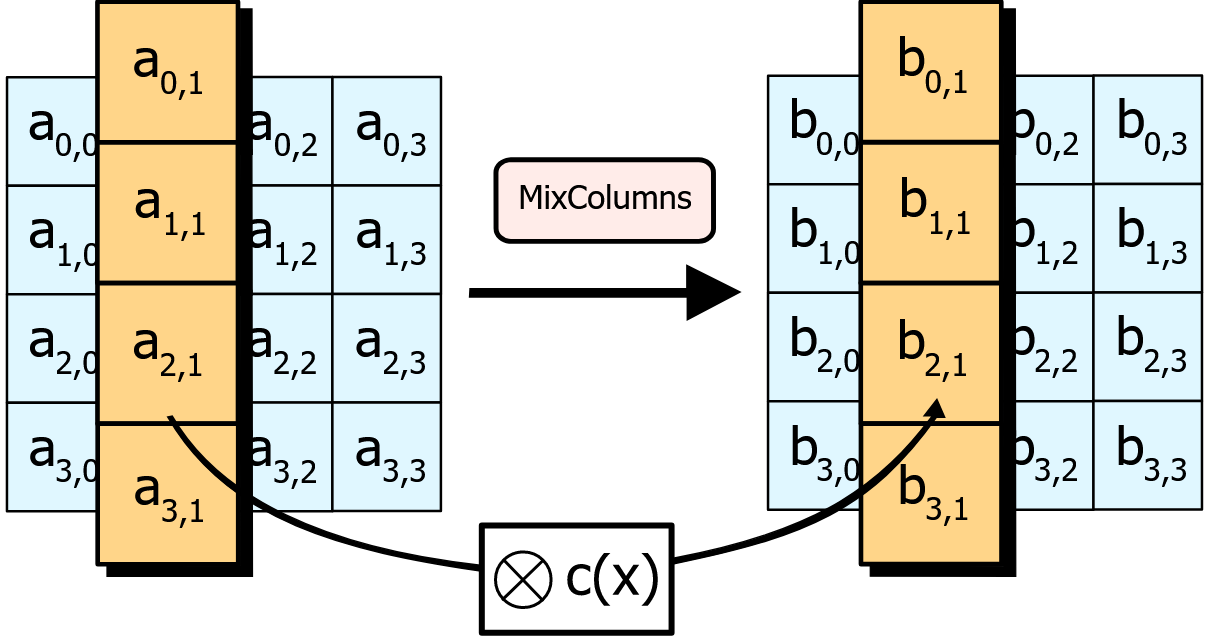 a0,1 b0,1
a0,0 a0,2 a0,3 b0,0 b0,2 b0,3
MixColumns
a1,1 b1,1
a1,0 a1,2 a1,3 b1,0 b1,2 b1,3
a2,1 b2,1
a2,0 a2,2 a2,3 b2,0 b2,2 b2,3
a3,0 a3,2 a3,3 b3,0 b3,2 b3,3
a3,1 b3,1
⊗ c(x)